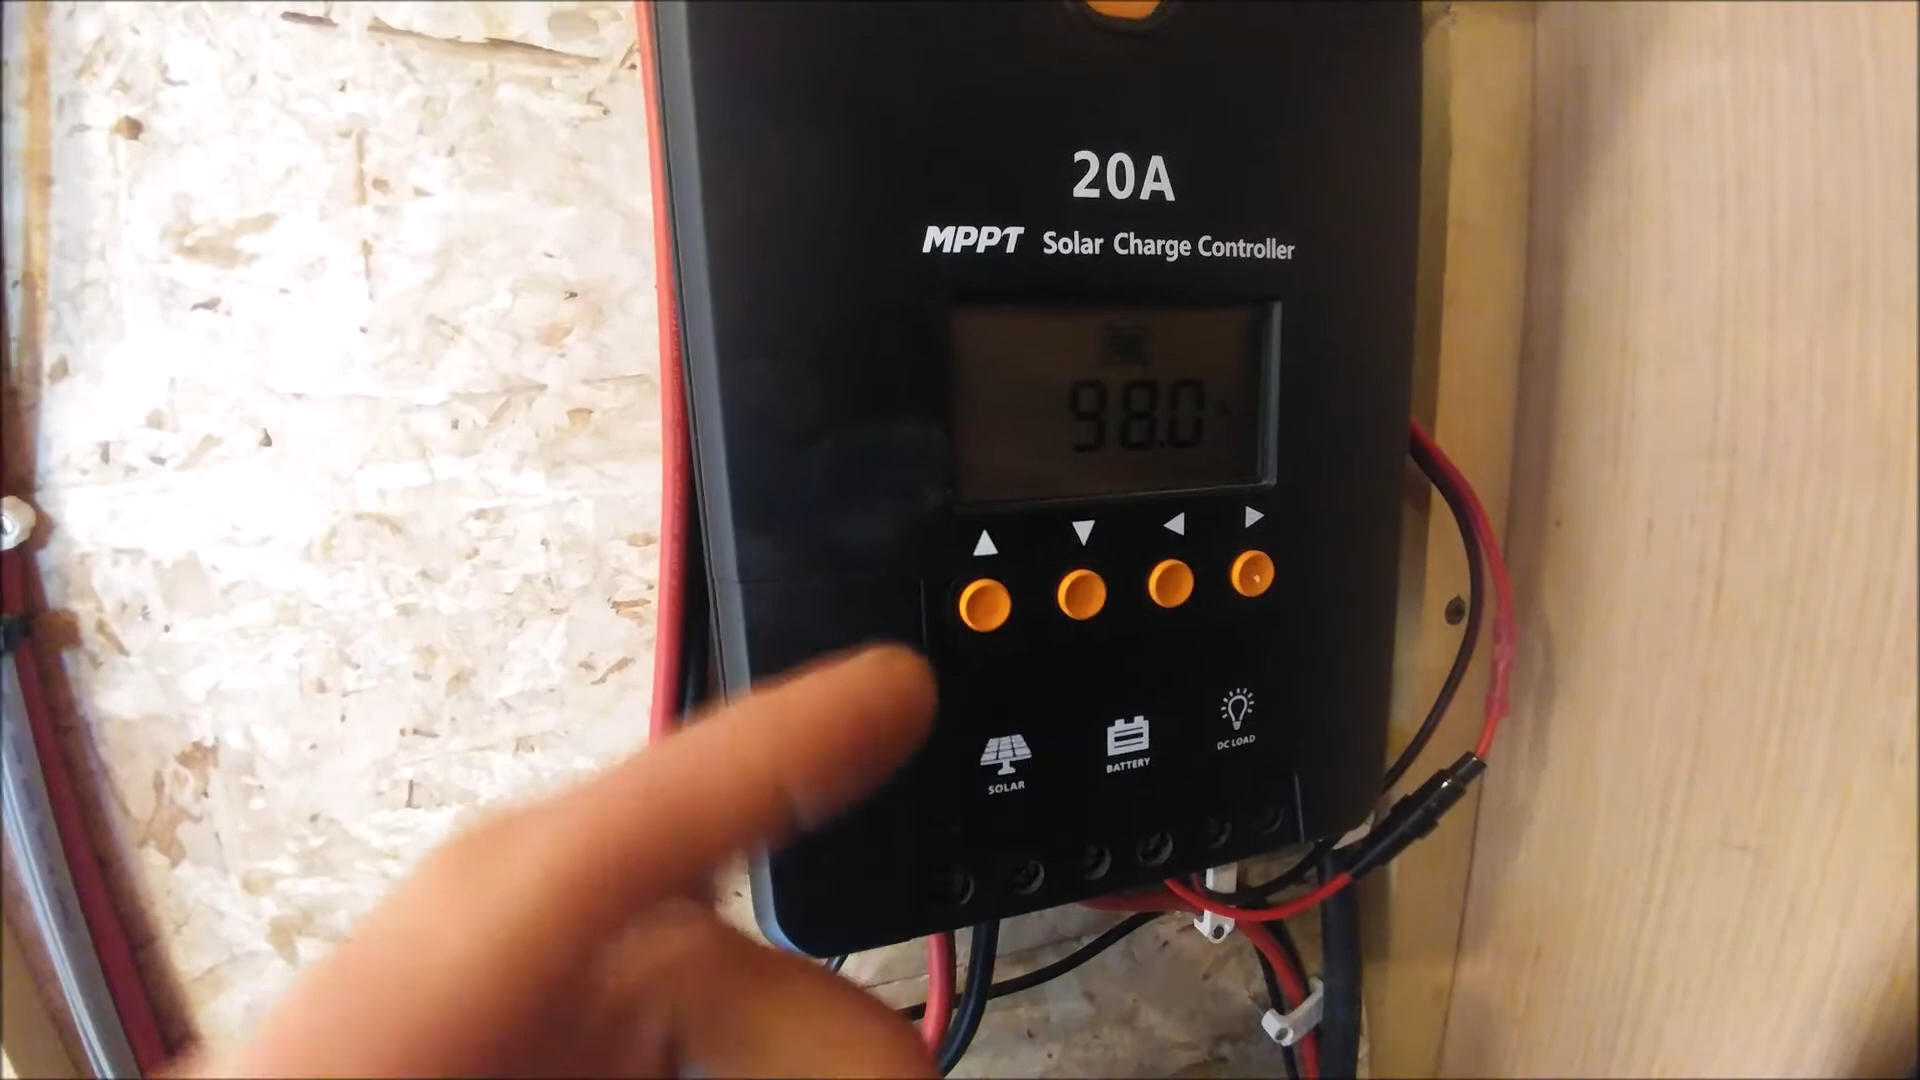 20A
MPPT Solar Charge Controller
98.0
SOLAR
BATTERY
DC LOAD